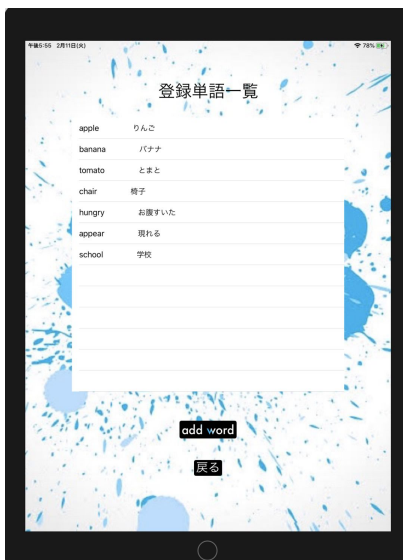 午後5:55 2月11日(火) 78%
登録単語一覧
apple りんご
banana バナナ
tomato とまと
chair 椅子
hungry お腹すいた
appear 現れる
school 学校
add word
戻る